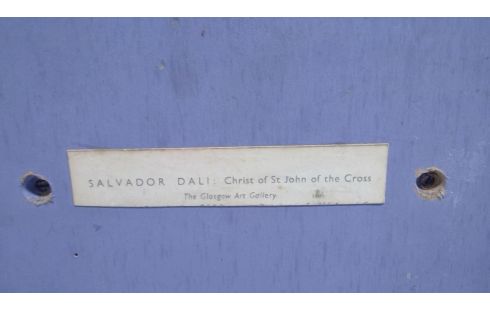 SALVADOR DALI: Christ of St John of the Cross
The Glasgow Art Gallery